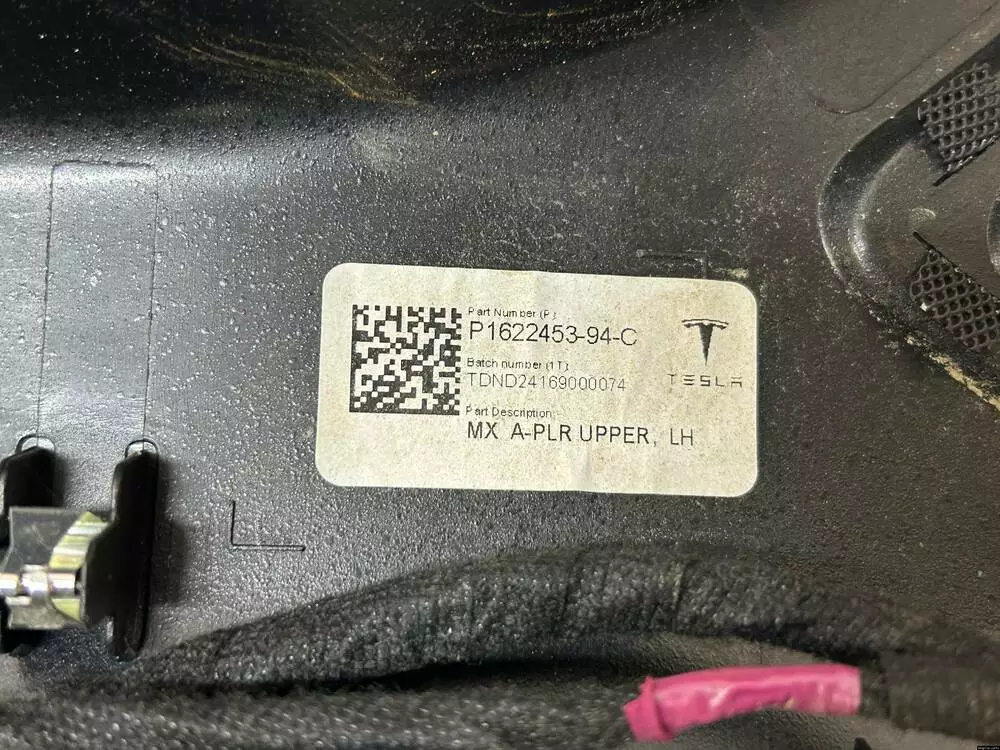 Part Number (P):
P1622453-94-C
Batch number (1T):
TDND24169000074
Part Description:
MX A-PLR UPPER, LH
TESLA